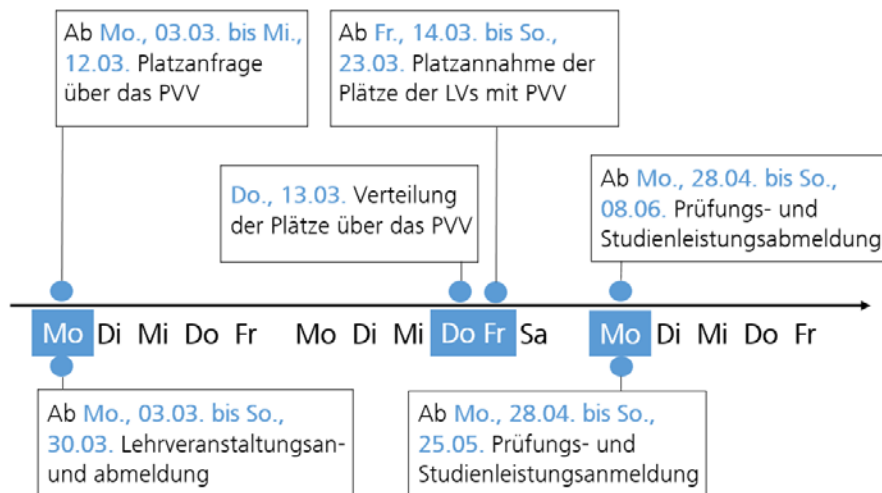 Ab Mo., 03.03. bis Mi.,
12.03. Platzanfrage
über das PVV
Ab Fr., 14.03. bis So.,
23.03. Platzannahme der
Plätze der LVs mit PVV
Do., 13.03. Verteilung
der Plätze über das PVV
Ab Mo., 28.04. bis So.,
08.06. Prüfungs- und
Studienleistungsabmeldung
Mo Di Mi Do Fr Mo Di Mi Do Fr Sa Mo Di Mi Do Fr
Ab Mo., 03.03. bis So.,
30.03. Lehrveranstaltungsan-
und abmeldung
Ab Mo., 28.04. bis So.,
25.05. Prüfungs- und
Studienleistungsanmeldung